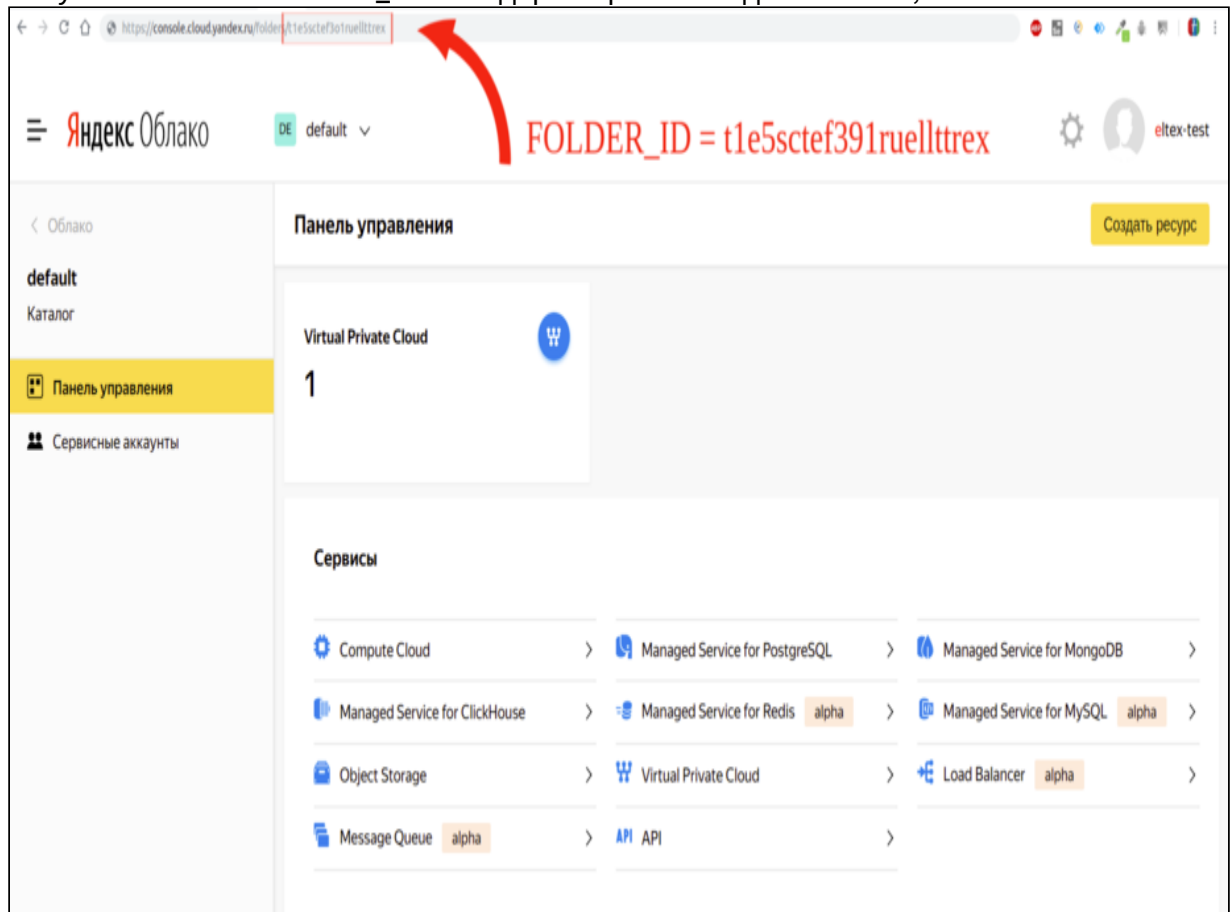 https://console.cloud.yandex.ru/folder/t1e5sctef3o1ruellttrex
Яндекс Облако
DE default
FOLDER_ID = t1e5sctef391ruellttrex
eltex-test
Облако
Панель управления
Создать ресурс
default
Каталог
Virtual Private Cloud
1
Панель управления
Сервисные аккаунты
Сервисы
Compute Cloud
Managed Service for PostgreSQL
Managed Service for MongoDB
Managed Service for ClickHouse
Managed Service for Redis alpha
Managed Service for MySQL alpha
Object Storage
Virtual Private Cloud
Load Balancer alpha
Message Queue alpha
API API